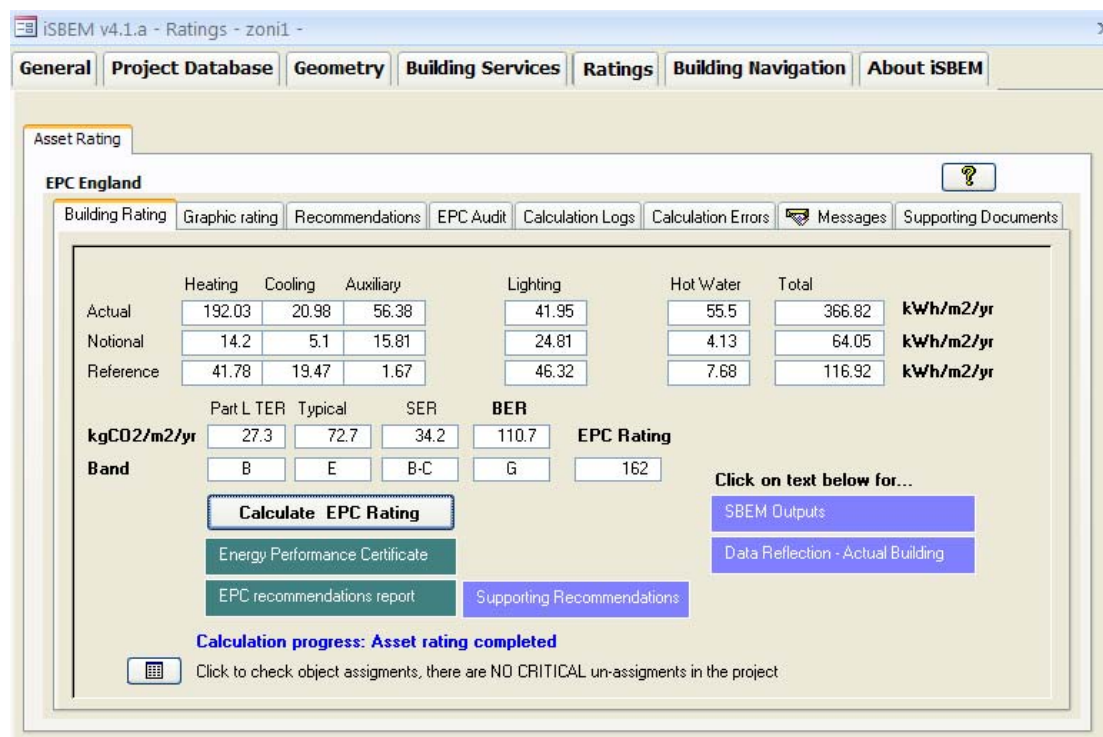 iSBEM v4.1.a - Ratings - zoni1 -
General Project Database Geometry Building Services Ratings Building Navigation About iSBEM
Asset Rating
EPC England
?
Building Rating Graphic rating Recommendations EPC Audit Calculation Logs Calculation Errors Messages Supporting Documents
Heating Cooling Auxiliary Lighting Hot Water Total
Actual 192.03 20.98 56.38 41.95 55.5 366.82 kWh/m2/yr
Notional 14.2 5.1 15.81 24.81 4.13 64.05 kWh/m2/yr
Reference 41.78 19.47 1.67 46.32 7.68 116.92 kWh/m2/yr
Part L TER Typical SER BER
kgCO2/m2/yr 27.3 72.7 34.2 110.7 EPC Rating
Band B E B-C G 162
Click on text below for...
Calculate EPC Rating SBEM Outputs
Energy Performance Certificate Data Reflection - Actual Building
EPC recommendations report Supporting Recommendations
Calculation progress: Asset rating completed
Click to check object assigments, there are NO CRITICAL un-assigments in the project